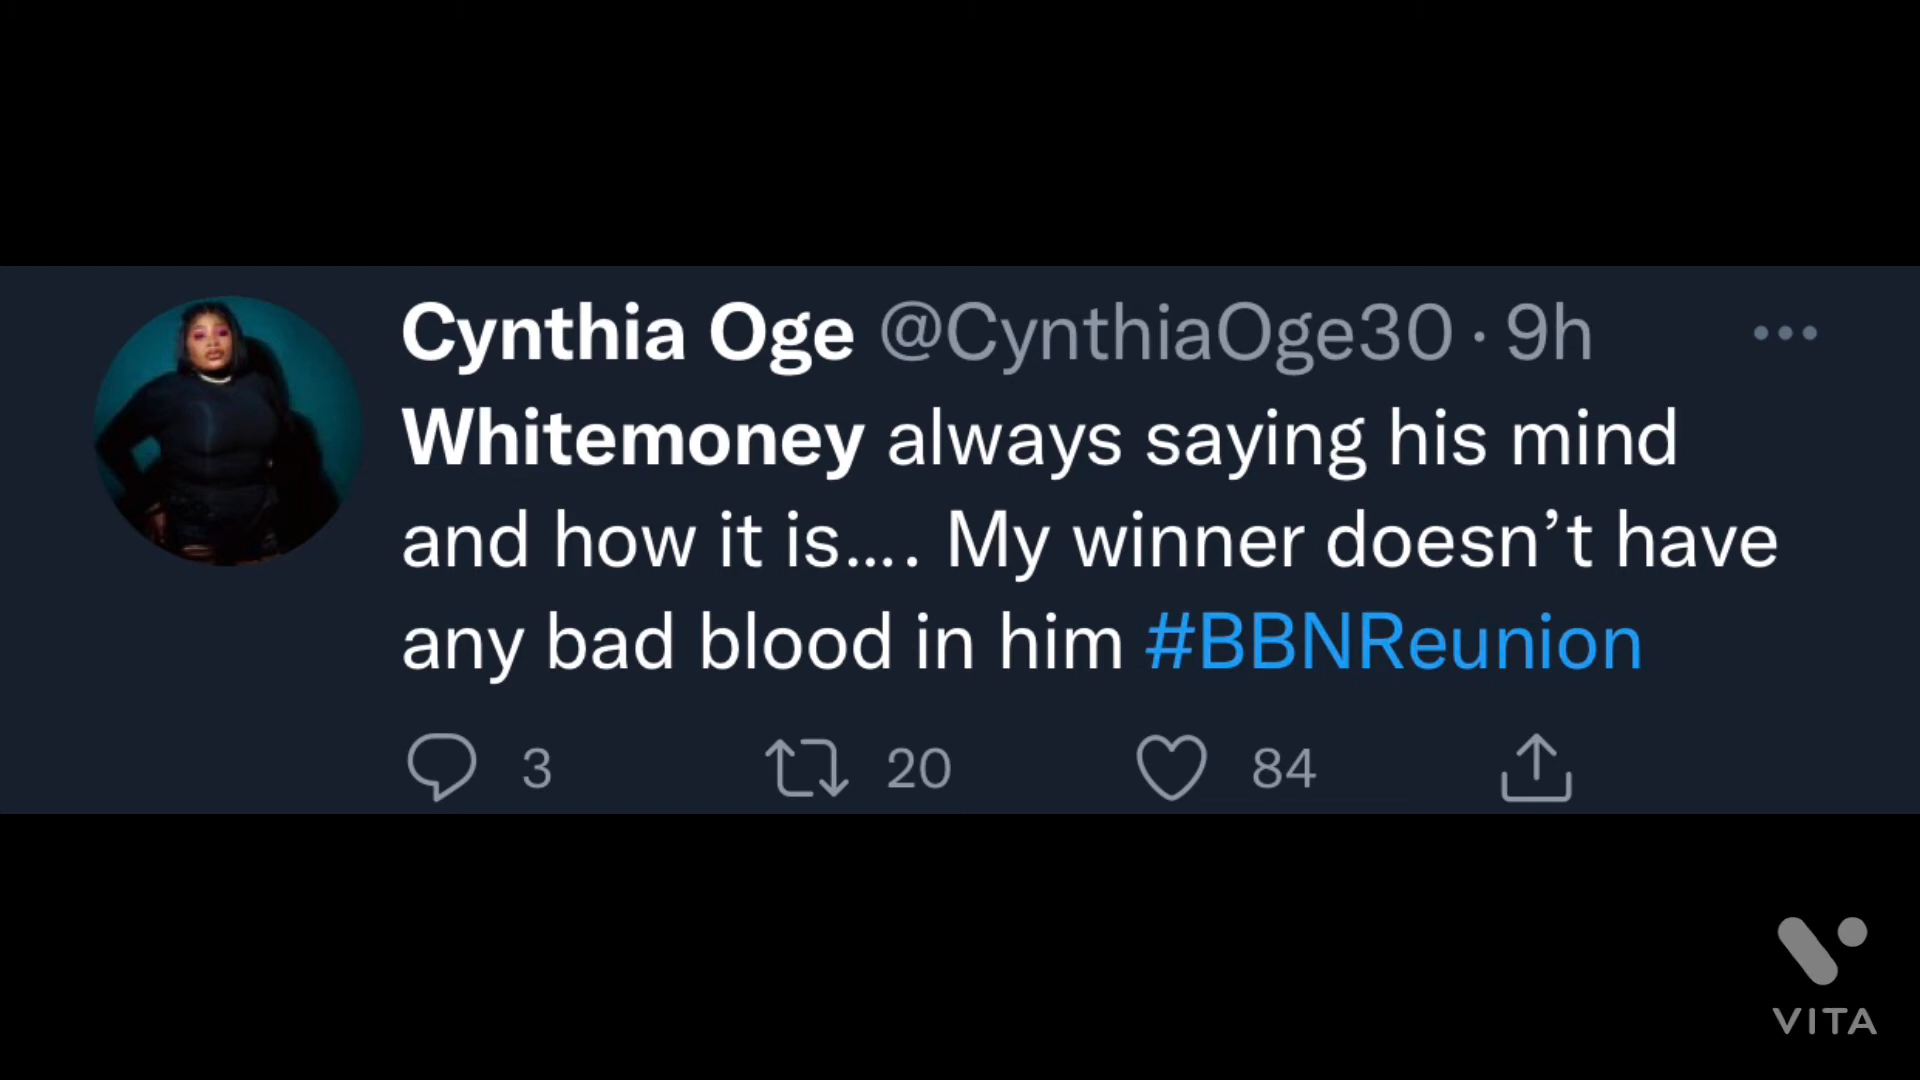 Cynthia Oge @CynthiaOge30 · 9h
Whitemoney always saying his mind
and how it is.... My winner doesn’t have
any bad blood in him #BBNReunion
3 20 84
VITA